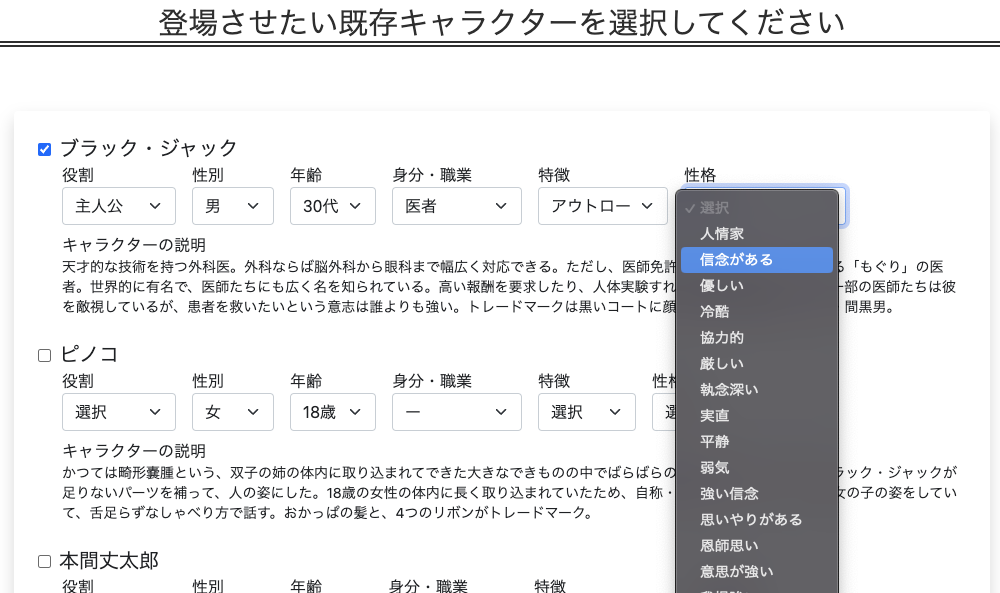 登場させたい既存キャラクターを選択してください
ブラック・ジャック
役割 性別 年齢 身分・職業 特徴 性格
主人公 男 30代 医者 アウトロー
選択
人情家
信念がある
優しい
冷酷
協力的
厳しい
執念深い
実直
平静
弱気
強い信念
思いやりがある
恩師思い
意思が強い
キャラクターの説明
天才的な技術を持つ外科医。外科ならば脳外科から眼科まで幅広く対応できる。ただし、医師免許 る「もぐり」の医
者。世界的に有名で、医師たちにも広く名を知られている。高い報酬を要求したり、人体実験すれ 一部の医師たちは彼
を敵視しているが、患者を救いたいという意志は誰よりも強い。トレードマークは黒いコートに顔 間黒男。
ピノコ
役割 性別 年齢 身分・職業 特徴 性格
選択 女 18歳 ー 選択 選
キャラクターの説明
かつては畸形嚢腫という、双子の姉の体内に取り込まれてできた大きなできものの中でばらばらの ラック・ジャックが
足りないパーツを補って、人の姿にした。18歳の女性の体内に長く取り込まれていたため、自称・ 女の子の姿をしてい
て、舌足らずなしゃべり方で話す。おかっぱの髪と、4つのリボンがトレードマーク。
本間丈太郎
役割 性別 年齢 身分・職業 特徴